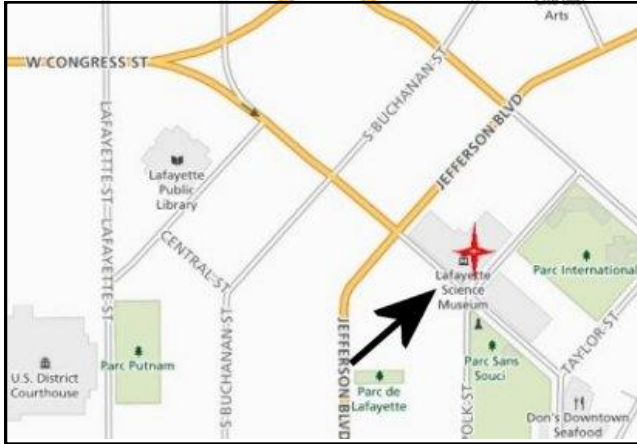 Arts
W CONGRESS ST
LAFAYETTE ST
LAFAYETTE ST
S BUCHANAN ST
JEFFERSON BLVD
Lafayette
Public
Library
CENTRAL ST
S BUCHANAN ST
JEFFERSON BLVD
Lafayette
Science
Museum
Parc International
U.S. District
Courthouse
Parc Putnam
Parc de
Lafayette
Parc Sans
Souci
POLK ST
TAYLOR ST
Don's Downtown
Seafood